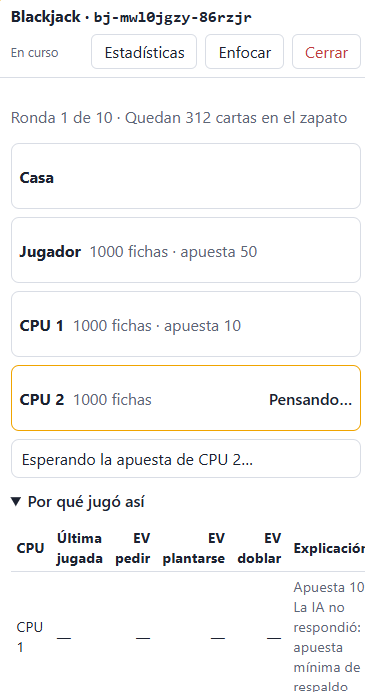 Blackjack · bj-mwl0jgzy-86rzjr
En curso
Estadísticas
Enfocar
Cerrar
Ronda 1 de 10 · Quedan 312 cartas en el zapato
Casa
Jugador 1000 fichas · apuesta 50
CPU 1 1000 fichas · apuesta 10
CPU 2 1000 fichas Pensando...
Esperando la apuesta de CPU 2...
▼ Por qué jugó así
CPU Última jugada EV pedir EV plantarse EV doblar Explicación
CPU 1 — — — —
Apuesta 10
La IA no
respondió:
apuesta
mínima de
respaldo